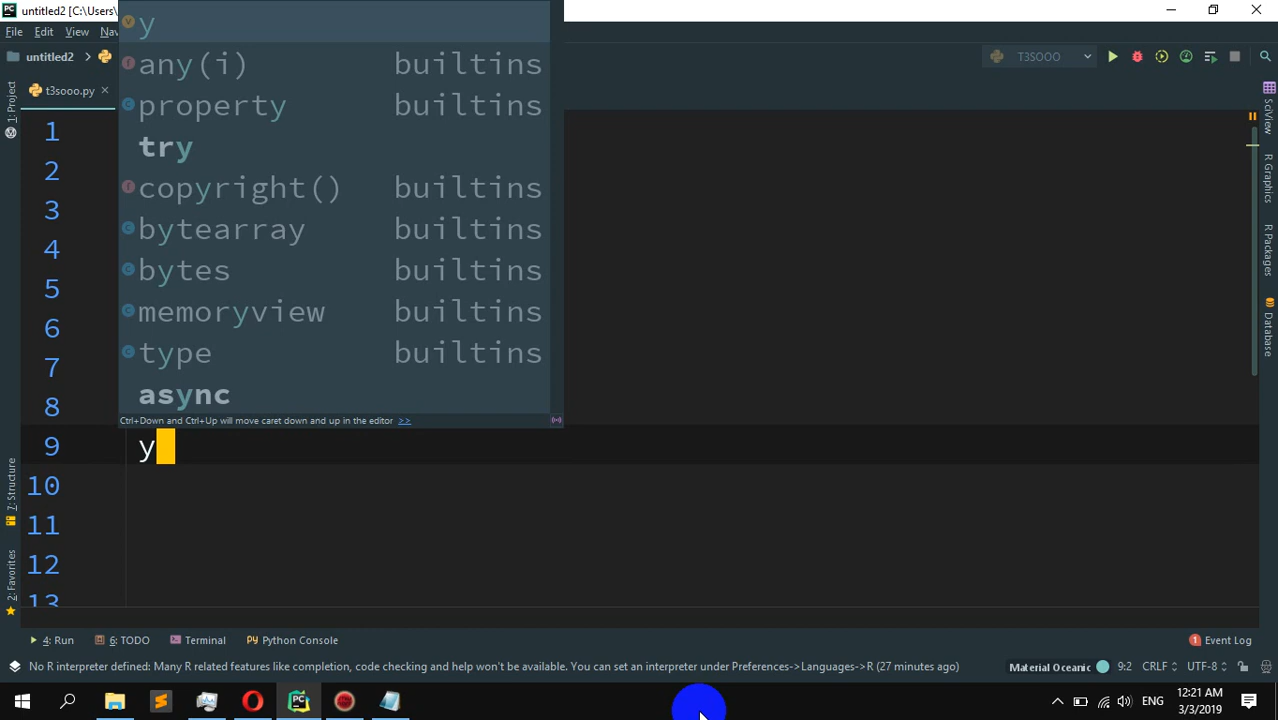 untitled2 [C:\Users\
File Edit View Nav
untitled2
T3SOOO
t3sooo.py
1: Project
7: Structure
2: Favorites
SciView
R Graphics
R Packages
Database
y
any(i) builtins
property builtins
try
copyright() builtins
bytearray builtins
bytes builtins
memoryview builtins
type builtins
async
Ctrl+Down and Ctrl+Up will move caret down and up in the editor >>
1
2
3
4
5
6
7
8
9 y
10
11
12
13
4: Run 6: TODO Terminal Python Console 1 Event Log
No R interpreter defined: Many R related features like completion, code checking and help won't be available. You can set an interpreter under Preferences->Languages->R (27 minutes ago) Material Oceanic 9:2 CRLF UTF-8
PC
ENG
12:21 AM
3/3/2019